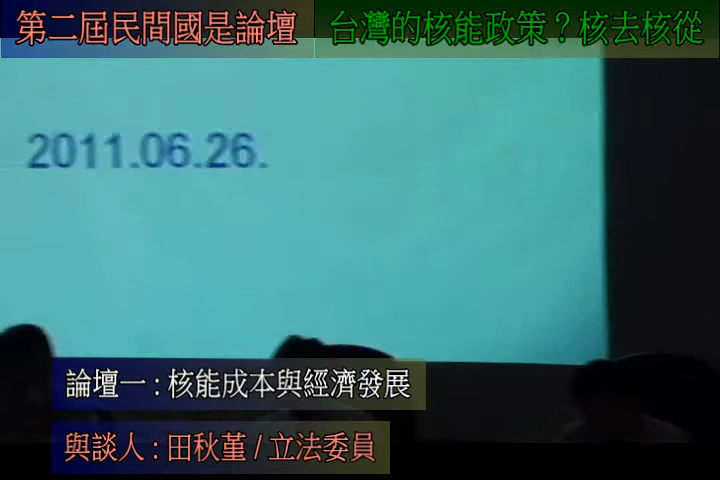 第二屆民間國是論壇 台灣的核能政策？核去核從
2011.06.26.
論壇一 : 核能成本與經濟發展
與談人 : 田秋堇 / 立法委員